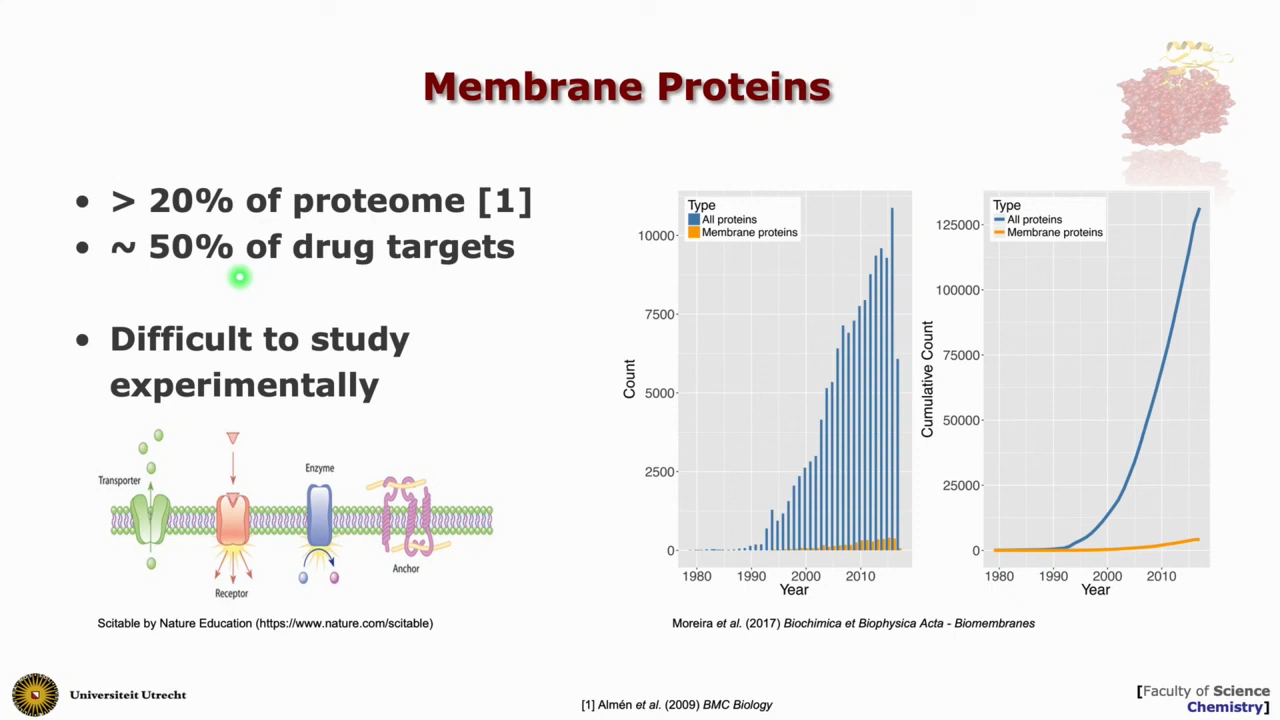 Membrane Proteins
• > 20% of proteome [1]
• ~ 50% of drug targets
• Difficult to study
experimentally
Transporter
Enzyme
Receptor
Anchor
Scitable by Nature Education (https://www.nature.com/scitable)
Type
All proteins
Membrane proteins
10000
7500
5000
2500
0
Count
1980 1990 2000 2010
Year
Type
All proteins
Membrane proteins
125000
100000
75000
50000
25000
0
Cumulative Count
1980 1990 2000 2010
Year
Moreira et al. (2017) Biochimica et Biophysica Acta - Biomembranes
Universiteit Utrecht
[1] Almén et al. (2009) BMC Biology
[Faculty of Science
Chemistry]